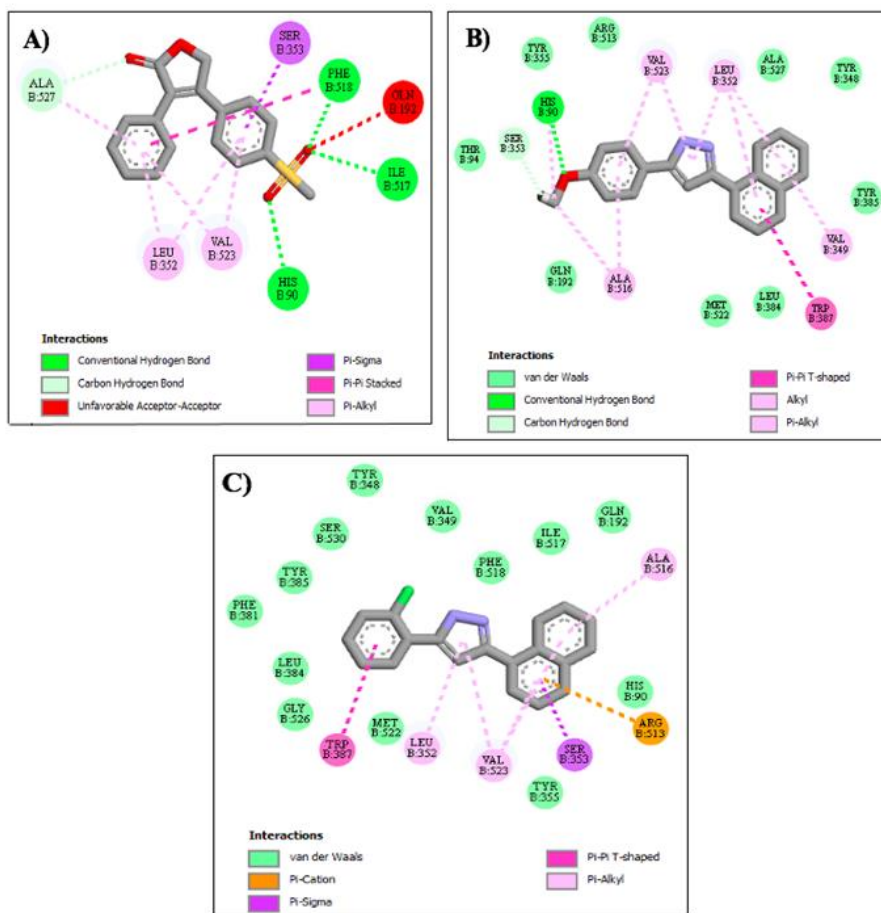 A)
SER
B:353
PHE
B:518
GLN
B:192
ALA
B:527
ILE
B:517
LEU
B:352
VAL
B:523
HIS
B:90
Interactions
Conventional Hydrogen Bond
Carbon Hydrogen Bond
Unfavorable Acceptor-Acceptor
Pi-Sigma
Pi-Pi Stacked
Pi-Alkyl
B)
TYR
B:355
ARG
B:513
VAL
B:523
LEU
B:352
ALA
B:527
TYR
B:348
HIS
B:90
SER
B:353
THR
B:94
TYR
B:385
VAL
B:349
GLN
B:192
ALA
B:516
MET
B:522
LEU
B:384
TRP
B:387
Interactions
van der Waals
Conventional Hydrogen Bond
Carbon Hydrogen Bond
Pi-Pi T-shaped
Alkyl
Pi-Alkyl
C)
TYR
B:348
SER
B:530
VAL
B:349
GLN
B:192
ILE
B:517
PHE
B:518
ALA
B:516
TYR
B:385
PHE
B:381
LEU
B:384
GLY
B:526
MET
B:522
TRP
B:387
LEU
B:352
VAL
B:523
SER
B:353
HIS
B:90
ARG
B:513
TYR
B:355
Interactions
van der Waals
Pi-Cation
Pi-Sigma
Pi-Pi T-shaped
Pi-Alkyl